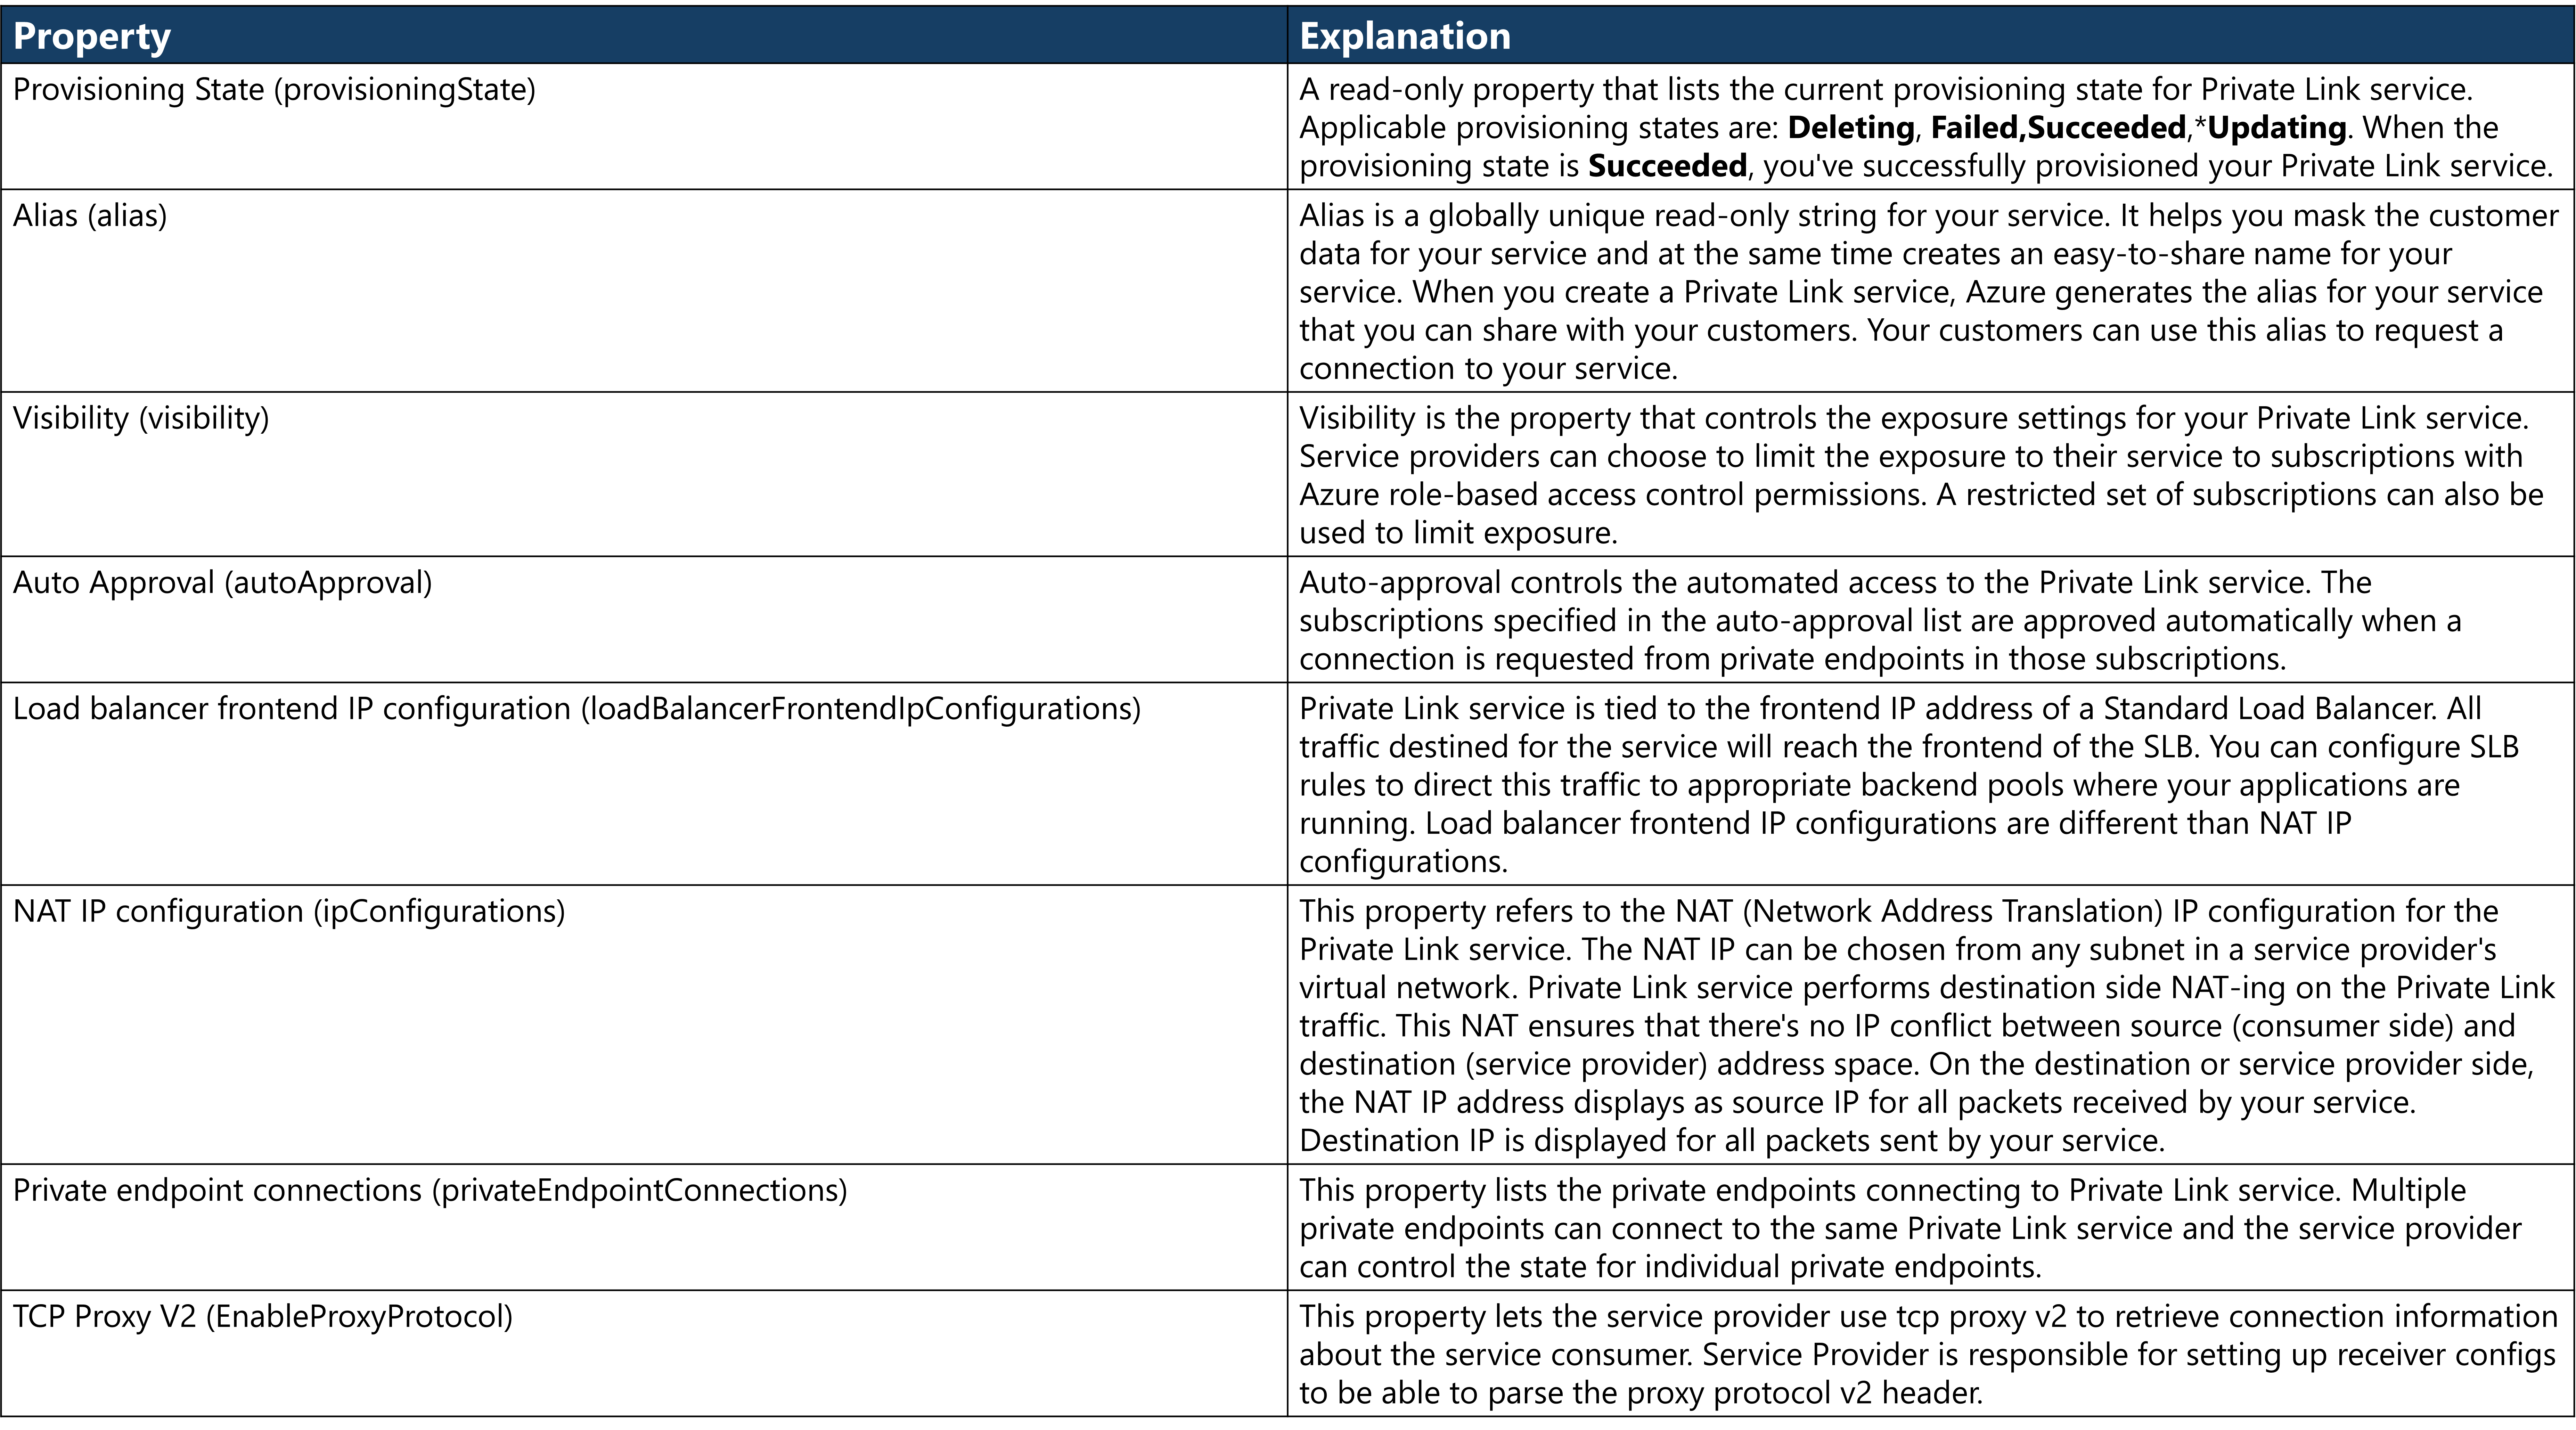 Property
Explanation
Provisioning State (provisioningState)
A read-only property that lists the current provisioning state for Private Link service.
Applicable provisioning states are: Deleting, Failed,Succeeded,*Updating. When the
provisioning state is Succeeded, you've successfully provisioned your Private Link service.
Alias (alias)
Alias is a globally unique read-only string for your service. It helps you mask the customer
data for your service and at the same time creates an easy-to-share name for your
service. When you create a Private Link service, Azure generates the alias for your service
that you can share with your customers. Your customers can use this alias to request a
connection to your service.
Visibility (visibility)
Visibility is the property that controls the exposure settings for your Private Link service.
Service providers can choose to limit the exposure to their service to subscriptions with
Azure role-based access control permissions. A restricted set of subscriptions can also be
used to limit exposure.
Auto Approval (autoApproval)
Auto-approval controls the automated access to the Private Link service. The
subscriptions specified in the auto-approval list are approved automatically when a
connection is requested from private endpoints in those subscriptions.
Load balancer frontend IP configuration (loadBalancerFrontendIpConfigurations)
Private Link service is tied to the frontend IP address of a Standard Load Balancer. All
traffic destined for the service will reach the frontend of the SLB. You can configure SLB
rules to direct this traffic to appropriate backend pools where your applications are
running. Load balancer frontend IP configurations are different than NAT IP
configurations.
NAT IP configuration (ipConfigurations)
This property refers to the NAT (Network Address Translation) IP configuration for the
Private Link service. The NAT IP can be chosen from any subnet in a service provider's
virtual network. Private Link service performs destination side NAT-ing on the Private Link
traffic. This NAT ensures that there's no IP conflict between source (consumer side) and
destination (service provider) address space. On the destination or service provider side,
the NAT IP address displays as source IP for all packets received by your service.
Destination IP is displayed for all packets sent by your service.
Private endpoint connections (privateEndpointConnections)
This property lists the private endpoints connecting to Private Link service. Multiple
private endpoints can connect to the same Private Link service and the service provider
can control the state for individual private endpoints.
TCP Proxy V2 (EnableProxyProtocol)
This property lets the service provider use tcp proxy v2 to retrieve connection information
about the service consumer. Service Provider is responsible for setting up receiver configs
to be able to parse the proxy protocol v2 header.